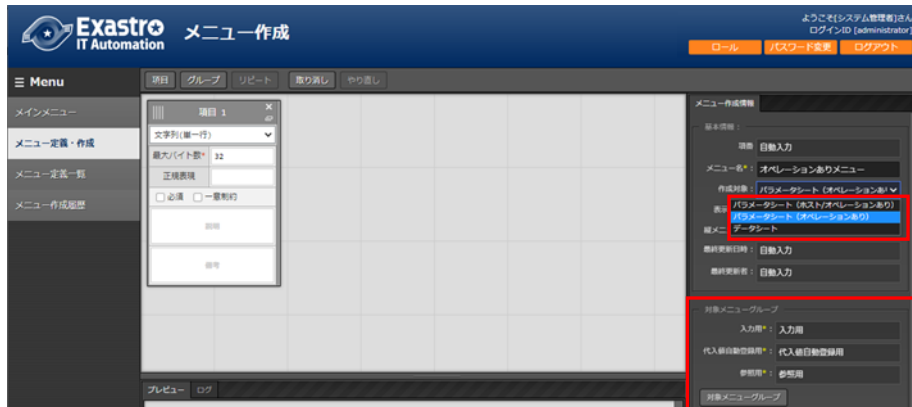 Exastro
IT Automation
メニュー作成
ようこそ[システム管理者]さん
ログインID [administrator]
ロール
パスワード変更
ログアウト
Menu
メインメニュー
メニュー定義・作成
メニュー定義一覧
メニュー作成履歴
項目 グループ リピート 取り消し やり直し
項目 1
文字列(単一行)
最大バイト数* 32
正規表現
必須 一意制約
説明
備考
プレビュー ログ
メニュー作成情報
基本情報 :
項番 自動入力
メニュー名* : オペレーションありメニュー
作成対象 : パラメータシート (オペレーションあり
パラメータシート (ホスト/オペレーションあり)
パラメータシート (オペレーションあり)
データシート
表示
縦メニ
最終更新日時 : 自動入力
最終更新者 : 自動入力
対象メニューグループ
入力用* : 入力用
代入値自動登録用* : 代入値自動登録用
参照用* : 参照用
対象メニューグループ